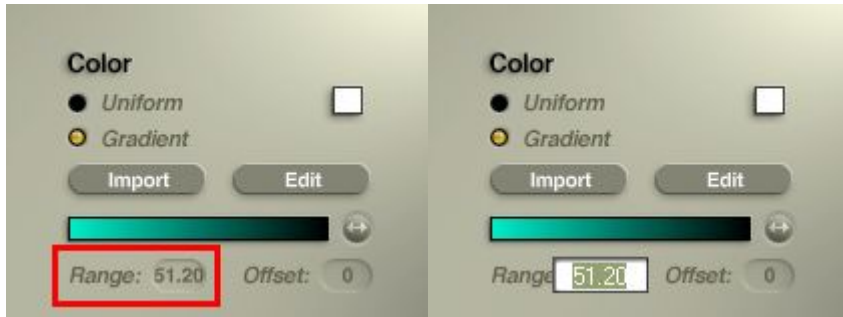 Color
Uniform
Gradient
Import Edit
Range: 51.20 Offset: 0
Color
Uniform
Gradient
Import Edit
Range 51.20 Offset: 0